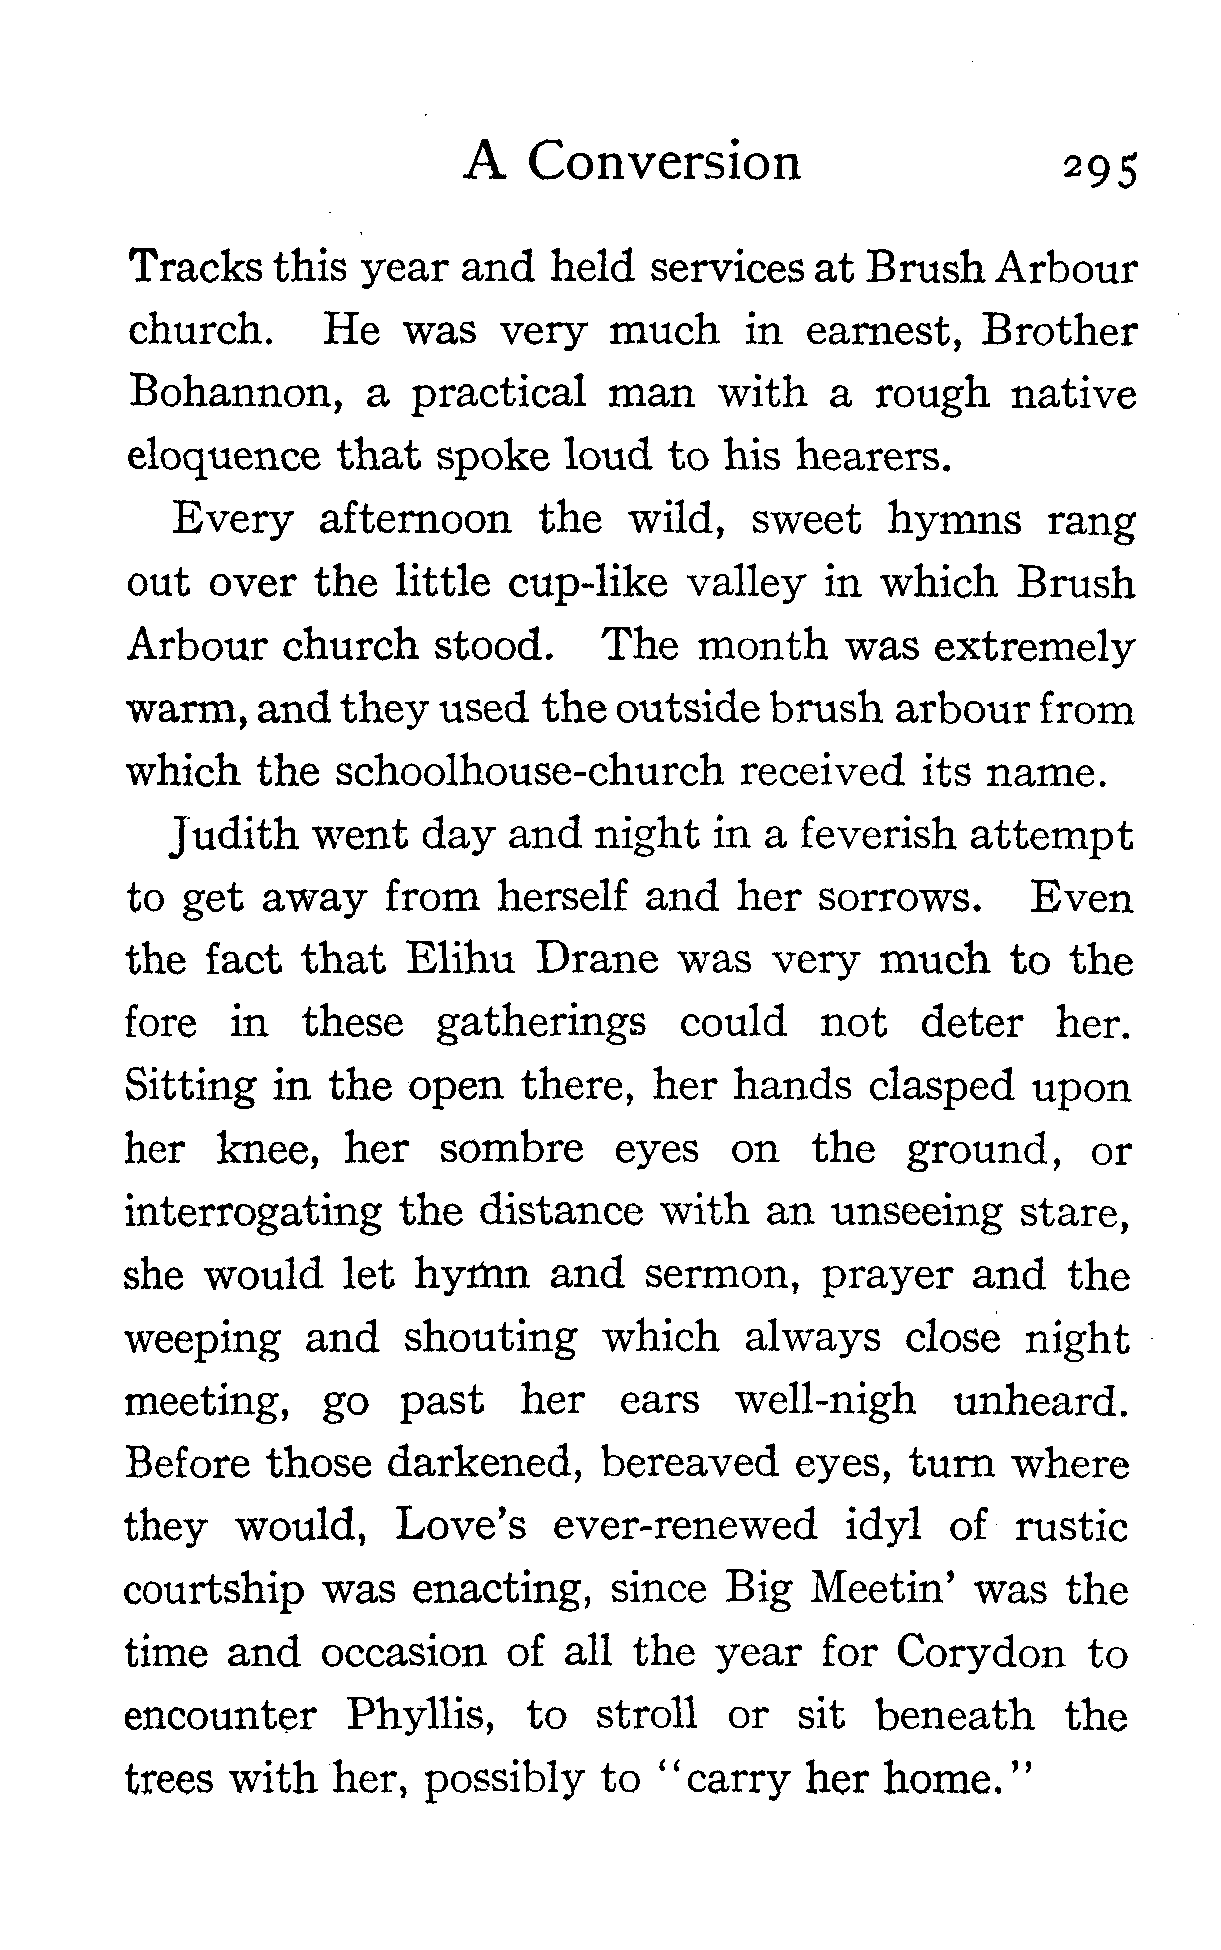 A Conversion 295
Tracks this year and held services at Brush Arbour
church. He was very much in earnest, Brother
Bohannon, a practical man with a rough native
eloquence that spoke loud to his hearers.
Every afternoon the wild, sweet hymns rang
out over the little cup-like valley in which Brush
Arbour church stood. The month was extremely
warm, and they used the outside brush arbour from
which the schoolhouse-church received its name.
Judith went day and night in a feverish attempt
to get away from herself and her sorrows. Even
the fact that Elihu Drane was very much to the
fore in these gatherings could not deter her.
Sitting in the open there, her hands clasped upon
her knee, her sombre eyes on the ground, or
interrogating the distance with an unseeing stare,
she would let hymn and sermon, prayer and the
weeping and shouting which always close night
meeting, go past her ears well-nigh unheard.
Before those darkened, bereaved eyes, turn where
they would, Love's ever-renewed idyl of rustic
courtship was enacting, since Big Meetin' was the
time and occasion of all the year for Corydon to
encounter Phyllis, to stroll or sit beneath the
trees with her, possibly to "carry her home."